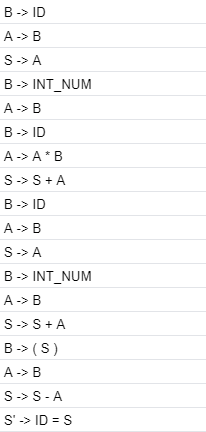 B -> ID
A -> B
S -> A
B -> INT_NUM
A -> B
B -> ID
A -> A * B
S -> S + A
B -> ID
A -> B
S -> A
B -> INT_NUM
A -> B
S -> S + A
B -> ( S )
A -> B
S -> S - A
S' -> ID = S